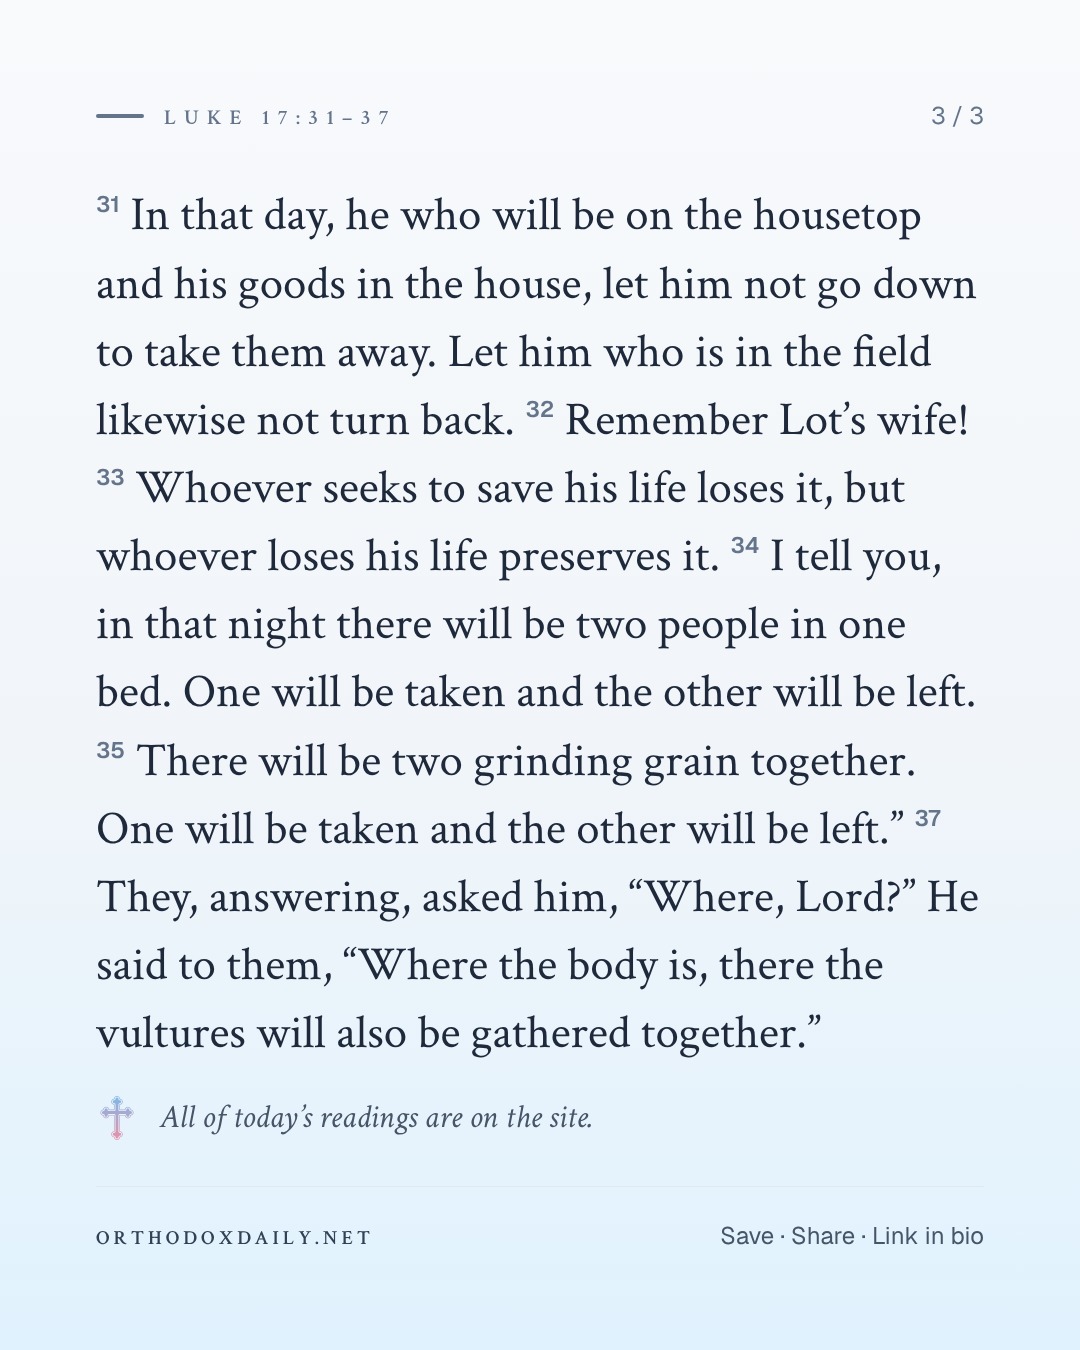 LUKE 17:31–37
3 / 3
31 In that day, he who will be on the housetop
and his goods in the house, let him not go down
to take them away. Let him who is in the field
likewise not turn back. 32 Remember Lot’s wife!
33 Whoever seeks to save his life loses it, but
whoever loses his life preserves it. 34 I tell you,
in that night there will be two people in one
bed. One will be taken and the other will be left.
35 There will be two grinding grain together.
One will be taken and the other will be left.” 37
They, answering, asked him, “Where, Lord?” He
said to them, “Where the body is, there the
vultures will also be gathered together.”
All of today’s readings are on the site.
ORTHODOXDAILY.NET
Save · Share · Link in bio